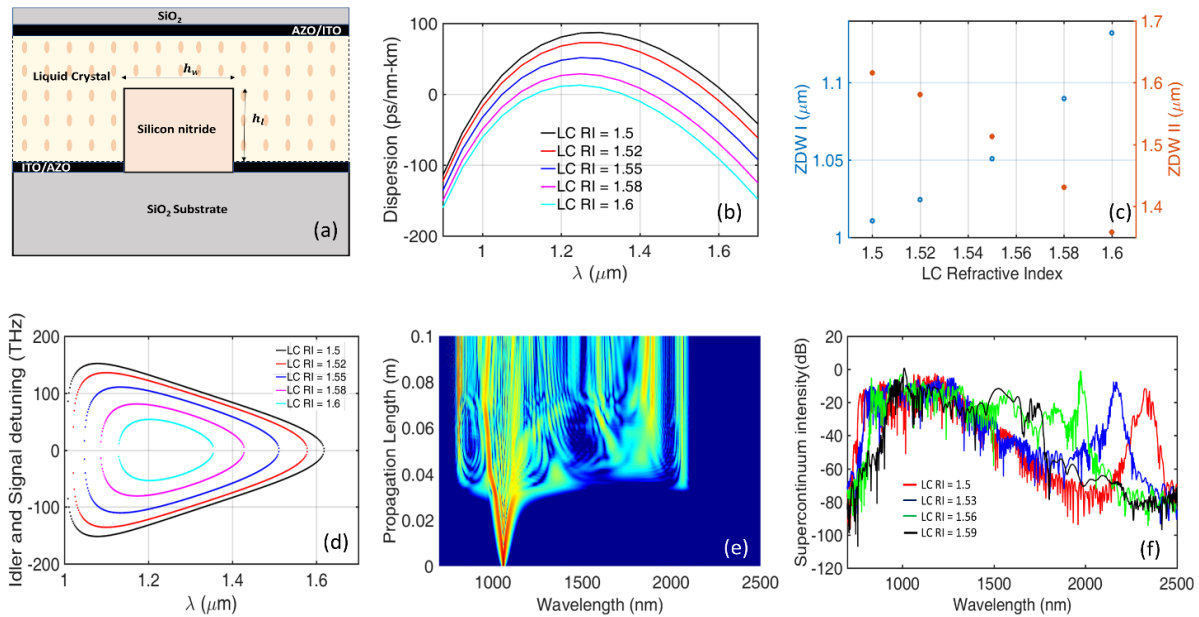 SiO2
AZO/ITO
Liquid Crystal
hw
Silicon nitride
hl
ITO/AZO
SiO2 Substrate
(a)
100
50
0
-100
-200
Dispersion (ps/nm-km)
LC RI = 1.5
LC RI = 1.52
LC RI = 1.55
LC RI = 1.58
LC RI = 1.6
(b)
1
1.2
1.4
1.6
λ (μm)
(c)
ZDW I (μm)
1.1
1.05
1
1.7
1.6
1.5
1.4
ZDW II (μm)
1.5
1.52
1.54
1.56
1.58
1.6
LC Refractive Index
200
100
0
-100
-200
Idler and Signal detuning (THz)
LC RI = 1.5
LC RI = 1.52
LC RI = 1.55
LC RI = 1.58
LC RI = 1.6
(d)
1
1.2
1.4
1.6
λ (μm)
0.1
0.08
0.06
0.04
0.02
0
Propagation Length (m)
(e)
1000
1500
2000
2500
Wavelength (nm)
20
0
-20
-40
-60
-80
-100
-120
Supercontinuum intensity(dB)
LC RI = 1.5
LC RI = 1.53
LC RI = 1.56
LC RI = 1.59
(f)
1000
1500
2000
2500
Wavelength (nm)